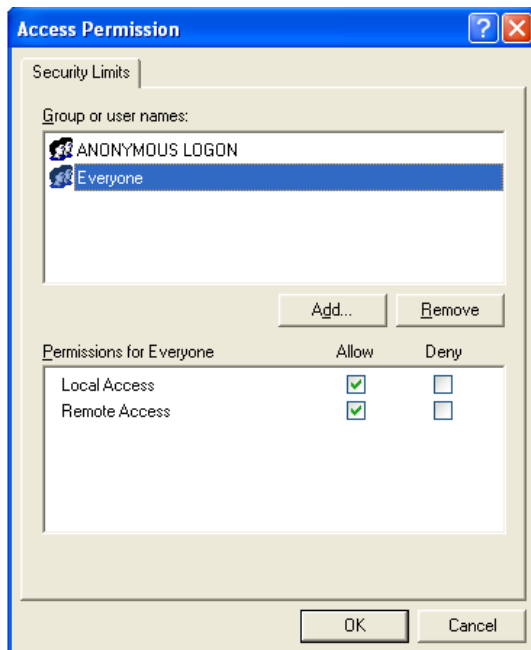 Access Permission
Security Limits
Group or user names:
ANONYMOUS LOGON
Everyone
Add... Remove
Permissions for Everyone Allow Deny
Local Access
Remote Access
OK Cancel